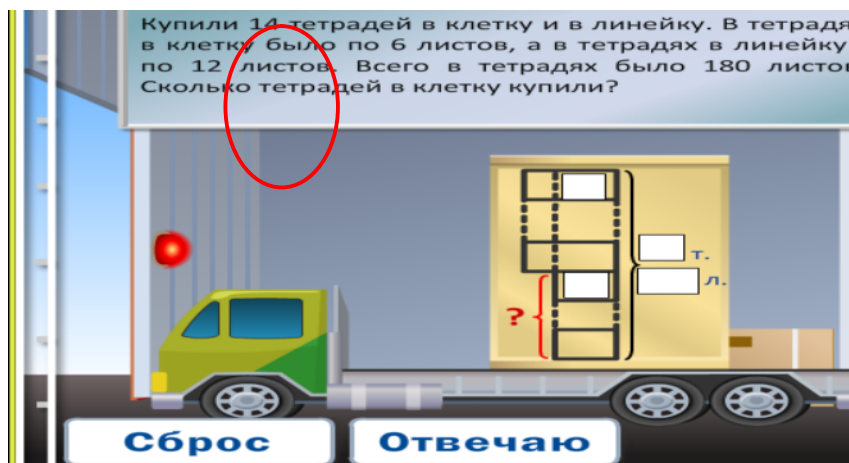 Купили 14 тетрадей в клетку и в линейку. В тетрадя
в клетку было по 6 листов, а в тетрадях в линейку
по 12 листов. Всего в тетрадях было 180 листов
Сколько тетрадей в клетку купили?
т.
л.
?
Сброс Отвечаю